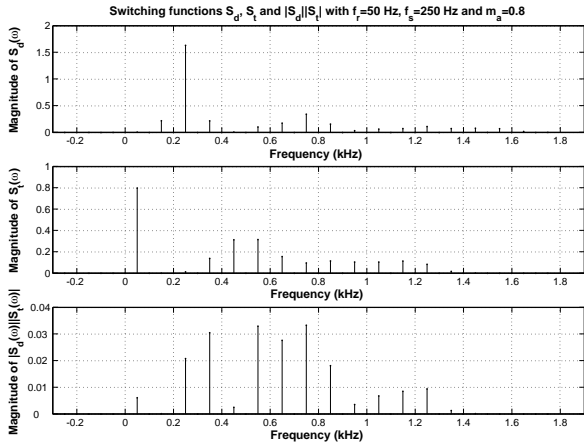 Switching functions S_d, S_t and |S_d||S_t| with f_r=50 Hz, f_s=250 Hz and m_a=0.8
Magnitude of S_d(ω)
2
1.5
1
0.5
0
-0.2 0 0.2 0.4 0.6 0.8 1 1.2 1.4 1.6 1.8
Frequency (kHz)
Magnitude of S_t(ω)
1
0.8
0.6
0.4
0.2
0
-0.2 0 0.2 0.4 0.6 0.8 1 1.2 1.4 1.6 1.8
Frequency (kHz)
Magnitude of |S_d(ω)||S_t(ω)|
0.04
0.03
0.02
0.01
0
-0.2 0 0.2 0.4 0.6 0.8 1 1.2 1.4 1.6 1.8
Frequency (kHz)